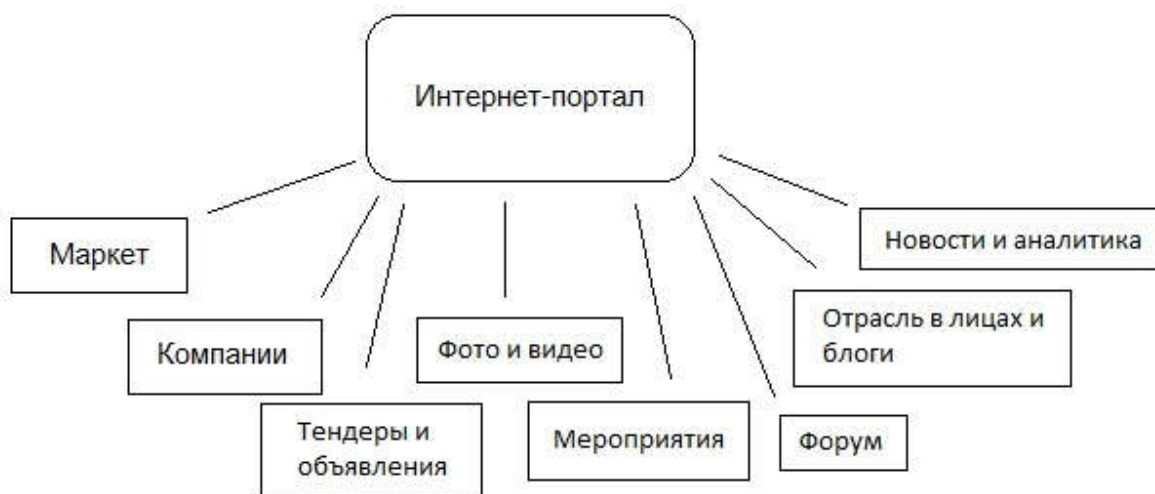 Интернет-портал
Маркет
Компании
Тендеры и
объявления
Фото и видео
Мероприятия
Форум
Отрасль в лицах и
блоги
Новости и аналитика